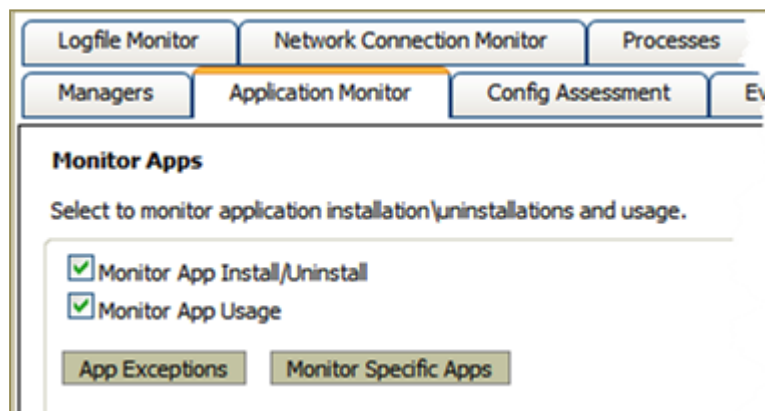 Logfile Monitor Network Connection Monitor Processes
Managers Application Monitor Config Assessment
Monitor Apps
Select to monitor application installation\uninstallations and usage.
Monitor App Install/Uninstall
Monitor App Usage
App Exceptions Monitor Specific Apps